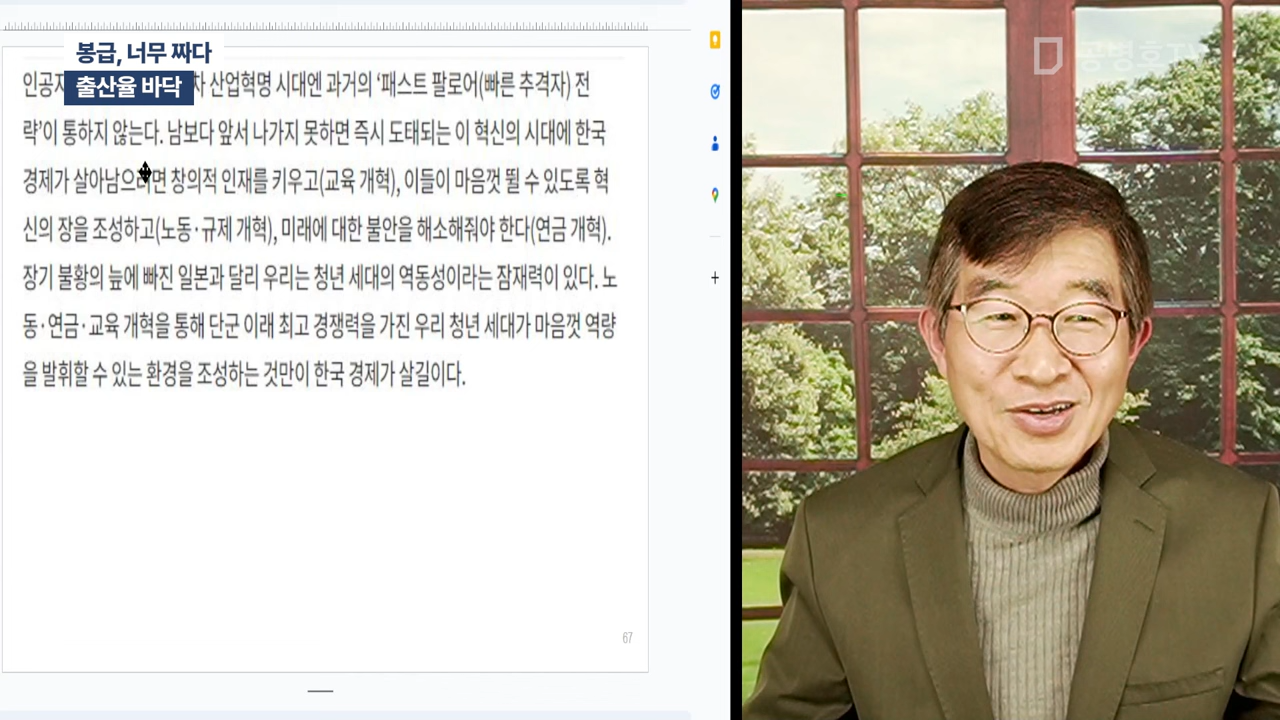 봉급, 너무 짜다
출산율 바닥
인공지 차 산업혁명 시대엔 과거의 ‘패스트 팔로어(빠른 추격자) 전
략’이 통하지 않는다. 남보다 앞서 나가지 못하면 즉시 도태되는 이 혁신의 시대에 한국
경제가 살아남으려면 창의적 인재를 키우고(교육 개혁), 이들이 마음껏 뛸 수 있도록 혁
신의 장을 조성하고(노동·규제 개혁), 미래에 대한 불안을 해소해줘야 한다(연금 개혁).
장기 불황의 늪에 빠진 일본과 달리 우리는 청년 세대의 역동성이라는 잠재력이 있다. 노
동·연금·교육 개혁을 통해 단군 이래 최고 경쟁력을 가진 우리 청년 세대가 마음껏 역량
을 발휘할 수 있는 환경을 조성하는 것만이 한국 경제가 살길이다.
67
공병호TV